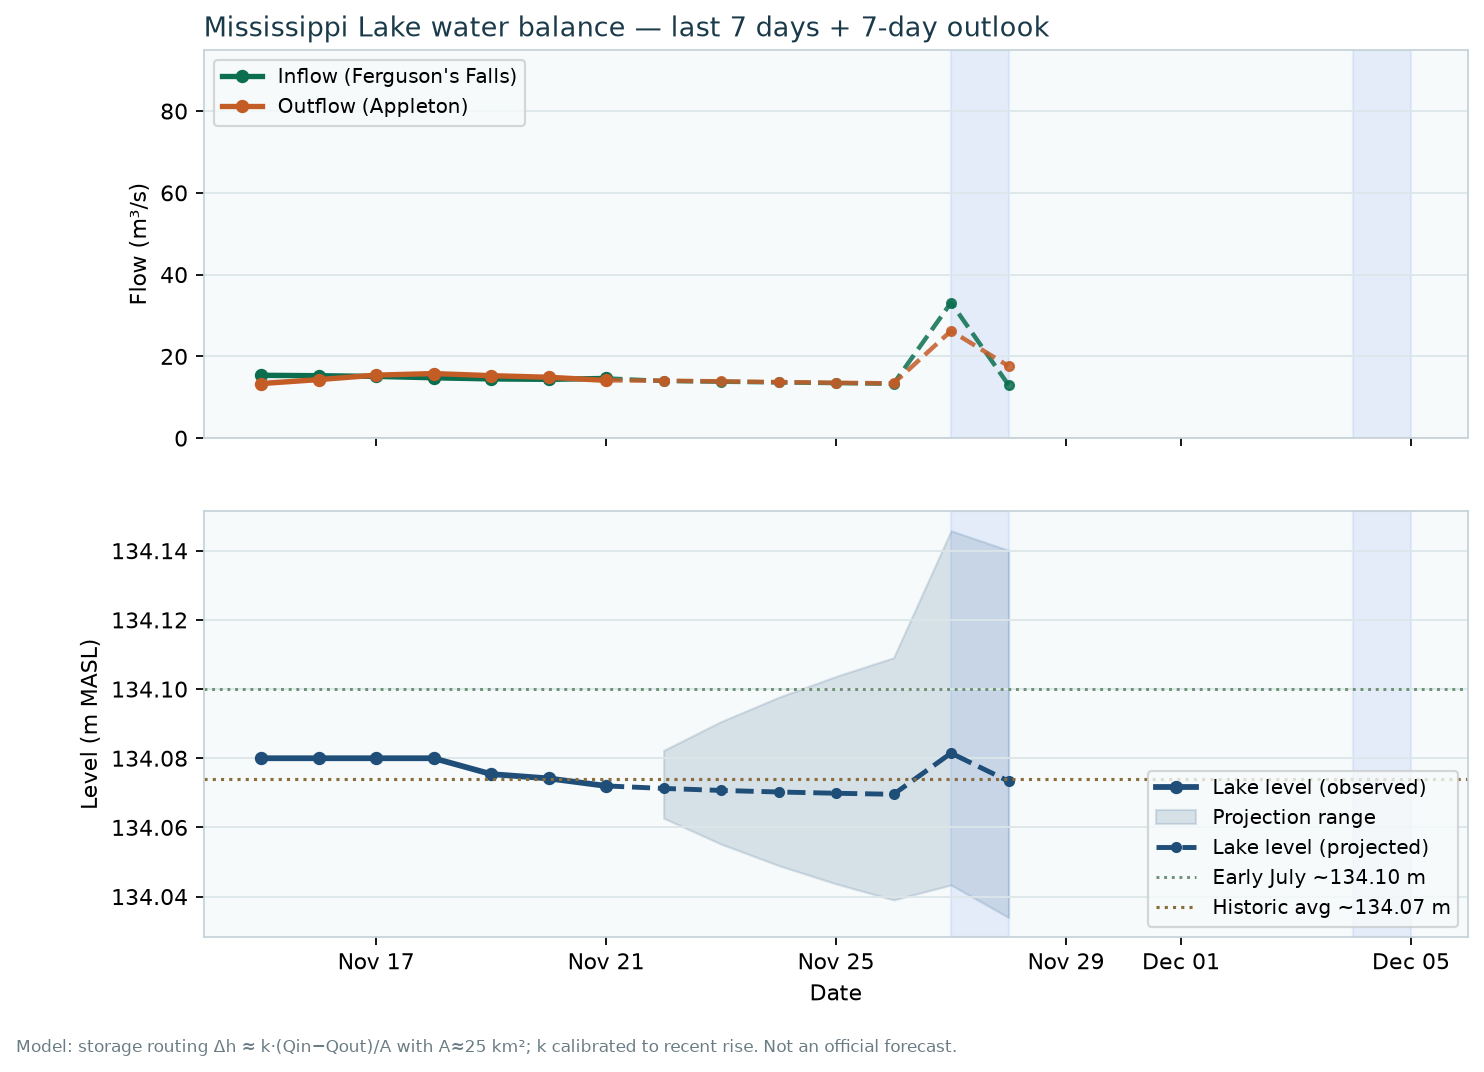 Mississippi Lake water balance — last 7 days + 7-day outlook
Inflow (Ferguson's Falls)
Outflow (Appleton)
Flow (m³/s)
80
60
40
20
0
Level (m MASL)
134.14
134.12
134.10
134.08
134.06
134.04
Lake level (observed)
Projection range
Lake level (projected)
Early July ~134.10 m
Historic avg ~134.07 m
Nov 17
Nov 21
Nov 25
Nov 29
Dec 01
Dec 05
Date
Model: storage routing Δh ≈ k·(Qin−Qout)/A with A≈25 km²; k calibrated to recent rise. Not an official forecast.